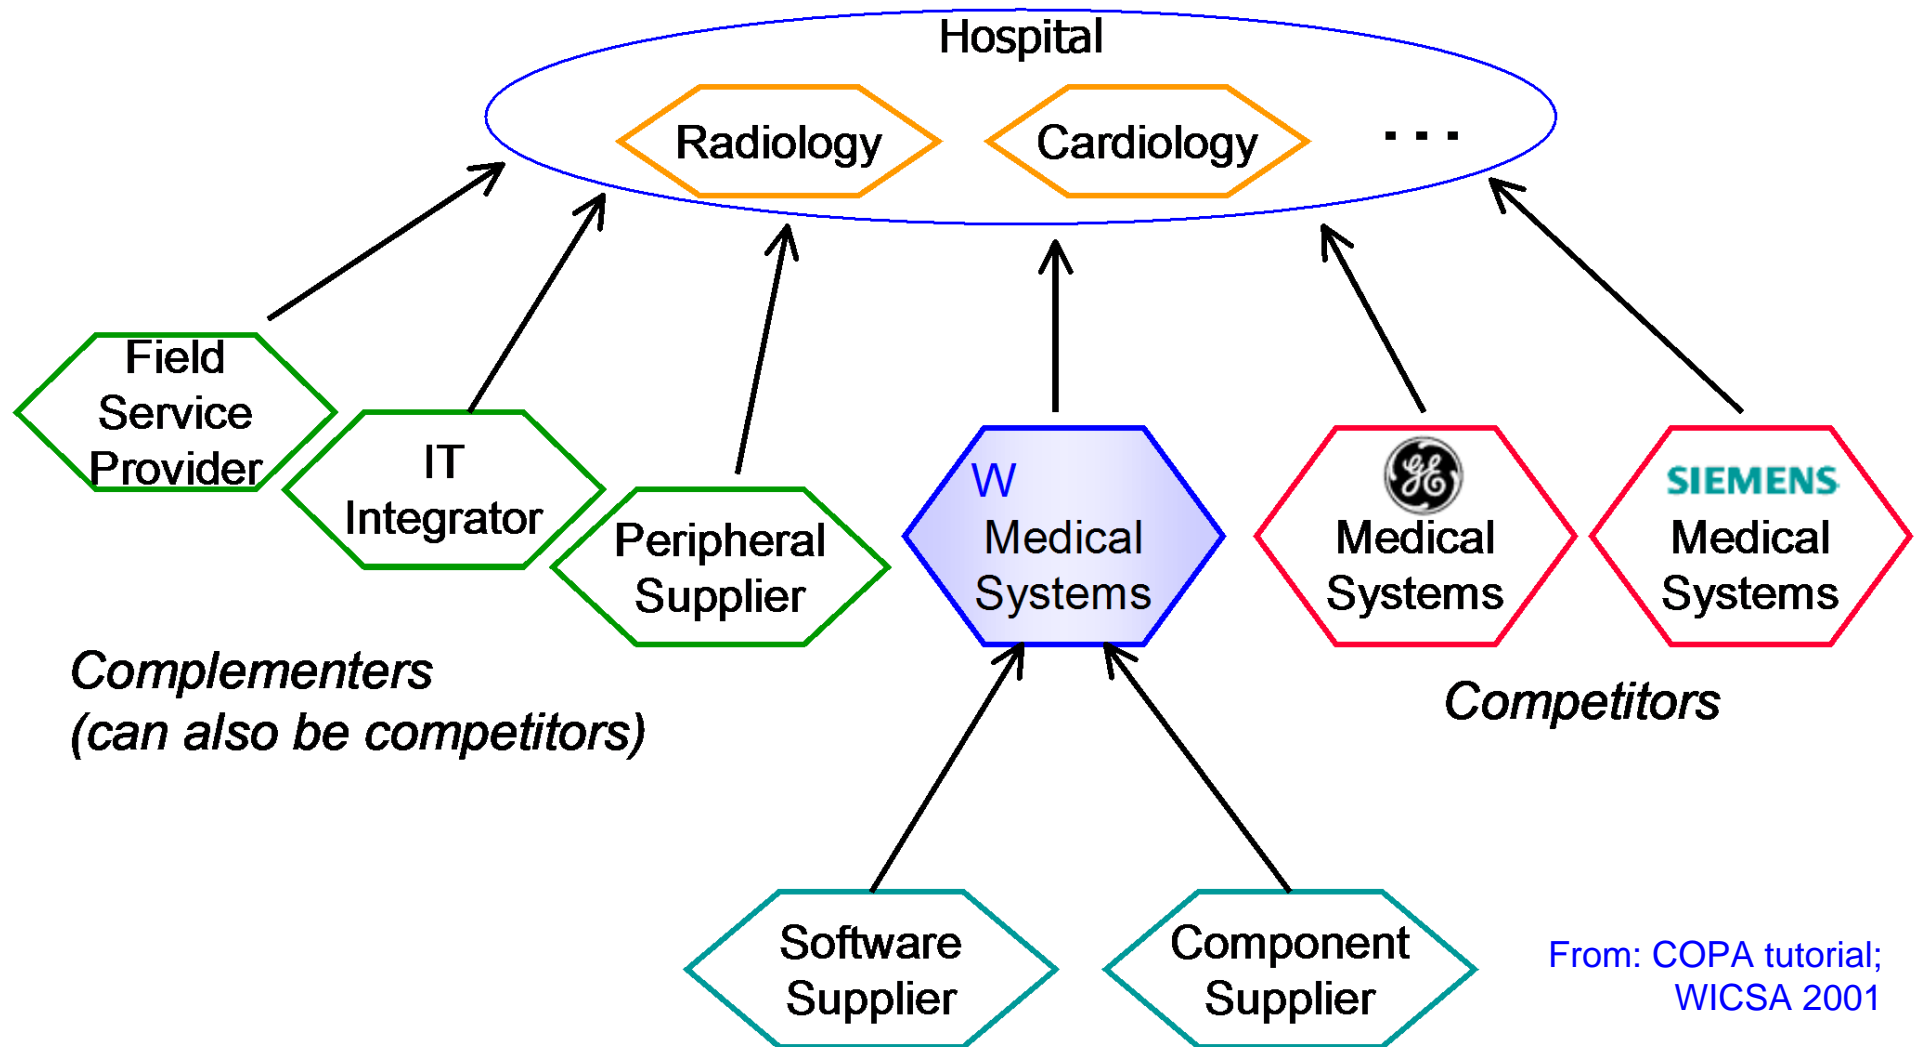 Hospital
Radiology
Cardiology
...
Field
Service
Provider
IT
Integrator
Peripheral
Supplier
W
Medical
Systems
GE
Medical
Systems
SIEMENS
Medical
Systems
Complementers
(can also be competitors)
Competitors
Software
Supplier
Component
Supplier
From: COPA tutorial;
WICSA 2001